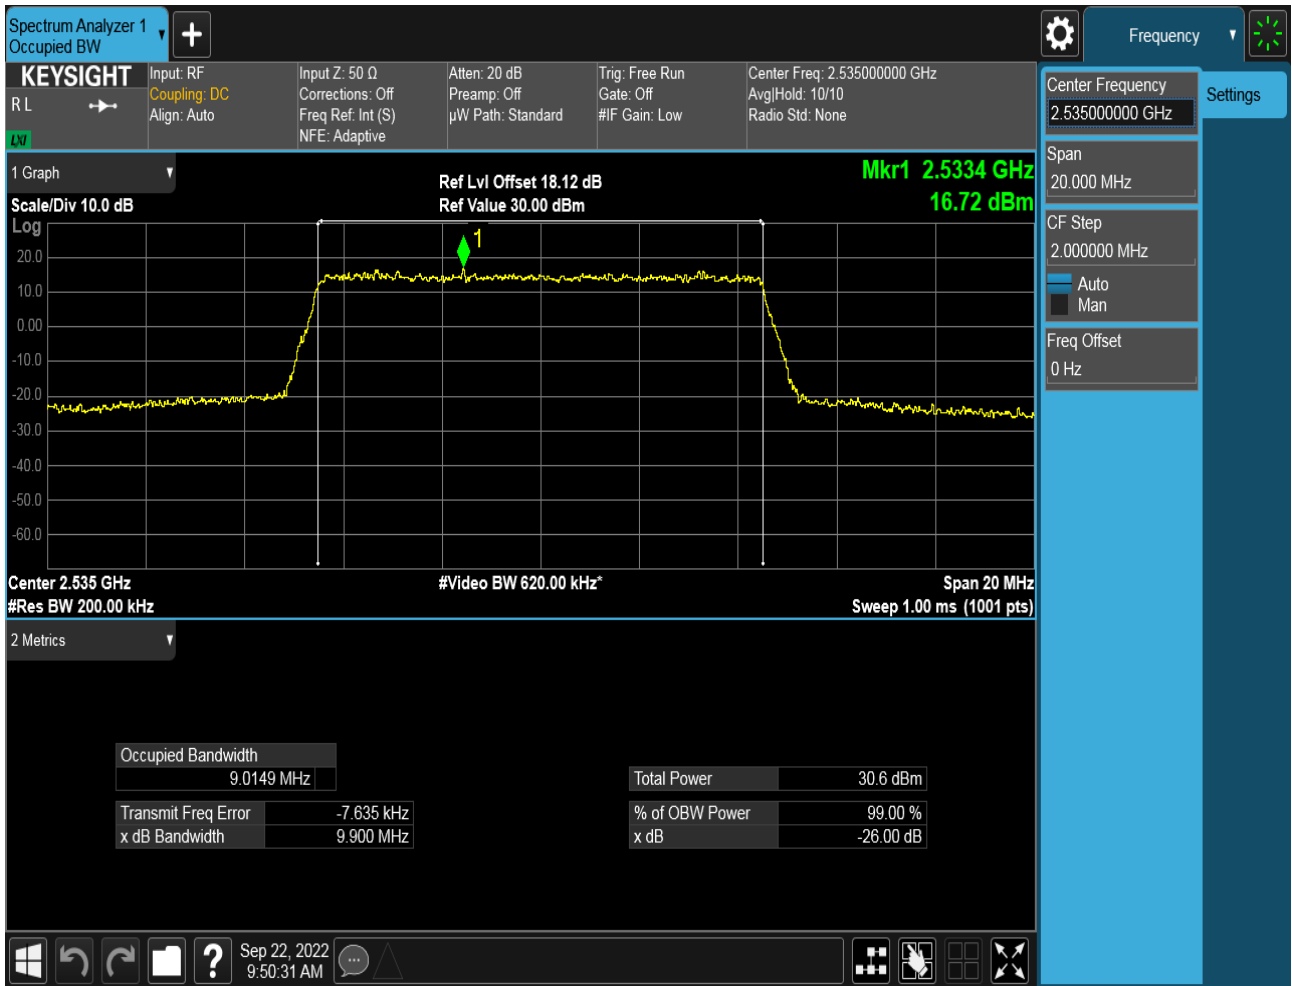 Spectrum Analyzer 1
Occupied BW
Frequency
KEYSIGHT
R L
LXI
Input: RF
Coupling: DC
Align: Auto
Input Z: 50 Ω
Corrections: Off
Freq Ref: Int (S)
NFE: Adaptive
Atten: 20 dB
Preamp: Off
µW Path: Standard
Trig: Free Run
Gate: Off
#IF Gain: Low
Center Freq: 2.535000000 GHz
Avg|Hold: 10/10
Radio Std: None
Center Frequency
2.535000000 GHz
Settings
Span
20.000 MHz
CF Step
2.000000 MHz
Auto
Man
Freq Offset
0 Hz
1 Graph
Scale/Div 10.0 dB
Ref Lvl Offset 18.12 dB
Ref Value 30.00 dBm
Mkr1 2.5334 GHz
16.72 dBm
Log
1
20.0
10.0
0.00
-10.0
-20.0
-30.0
-40.0
-50.0
-60.0
Center 2.535 GHz
#Video BW 620.00 kHz*
Span 20 MHz
#Res BW 200.00 kHz
Sweep 1.00 ms (1001 pts)
2 Metrics
Occupied Bandwidth
9.0149 MHz
Total Power 30.6 dBm
Transmit Freq Error -7.635 kHz
% of OBW Power 99.00 %
x dB Bandwidth 9.900 MHz
x dB -26.00 dB
?
Sep 22, 2022
9:50:31 AM